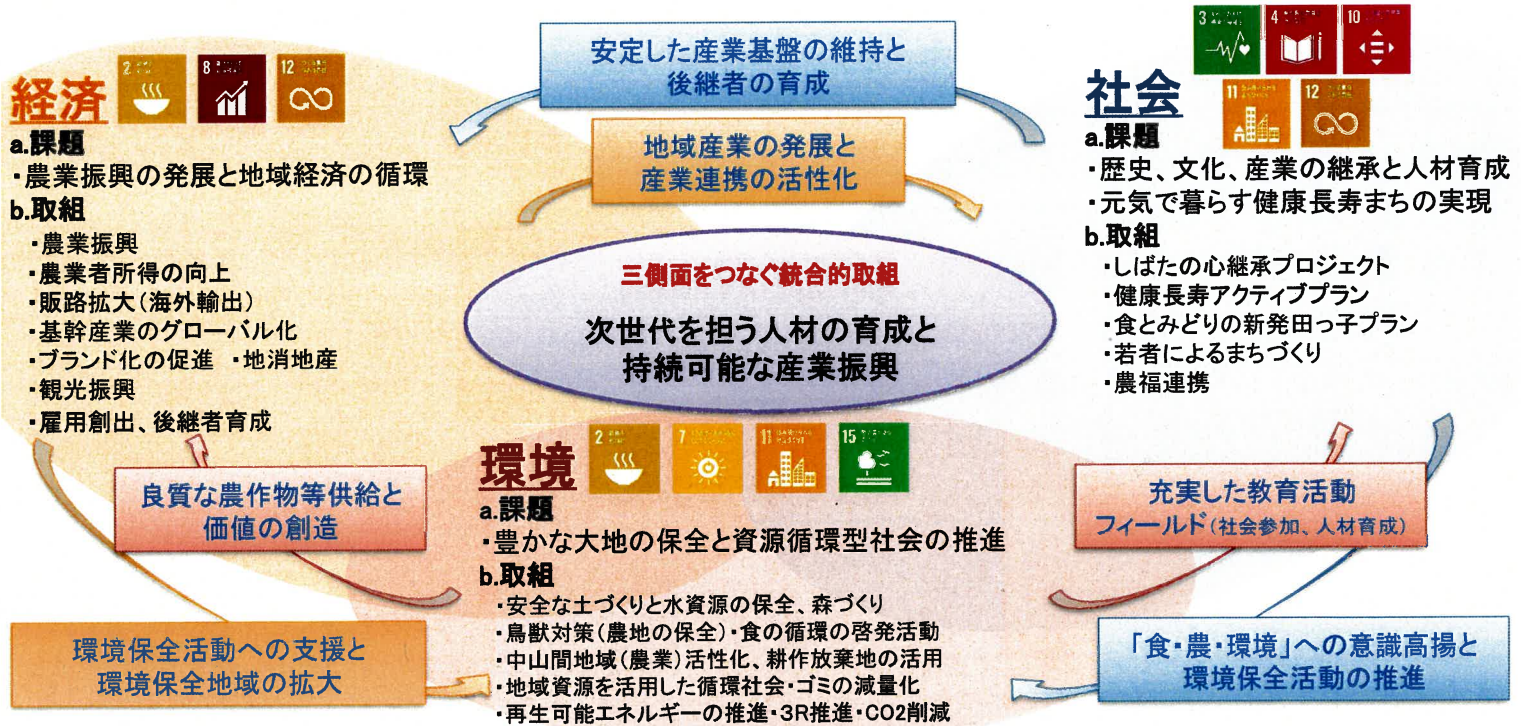 安定した産業基盤の維持と
後継者の育成
地域産業の発展と
産業連携の活性化
経済
2
8
12
a.課題
・農業振興の発展と地域経済の循環
b.取組
・農業振興
・農業者所得の向上
・販路拡大(海外輸出)
・基幹産業のグローバル化
・ブランド化の促進 ・地消地産
・観光振興
・雇用創出、後継者育成
社会
3
4
10
11
12
a.課題
・歴史、文化、産業の継承と人材育成
・元気で暮らす健康長寿まちの実現
b.取組
・しばたの心継承プロジェクト
・健康長寿アクティブプラン
・食とみどりの新発田っ子プラン
・若者によるまちづくり
・農福連携
三側面をつなぐ統合的取組
次世代を担う人材の育成と
持続可能な産業振興
環境
2
7
11
15
a.課題
・豊かな大地の保全と資源循環型社会の推進
b.取組
・安全な土づくりと水資源の保全、森づくり
・鳥獣対策(農地の保全)・食の循環の啓発活動
・中山間地域(農業)活性化、耕作放棄地の活用
・地域資源を活用した循環社会・ゴミの減量化
・再生可能エネルギーの推進・3R推進・CO2削減
良質な農作物等供給と
価値の創造
環境保全活動への支援と
環境保全地域の拡大
充実した教育活動
フィールド(社会参加、人材育成)
「食・農・環境」への意識高揚と
環境保全活動の推進